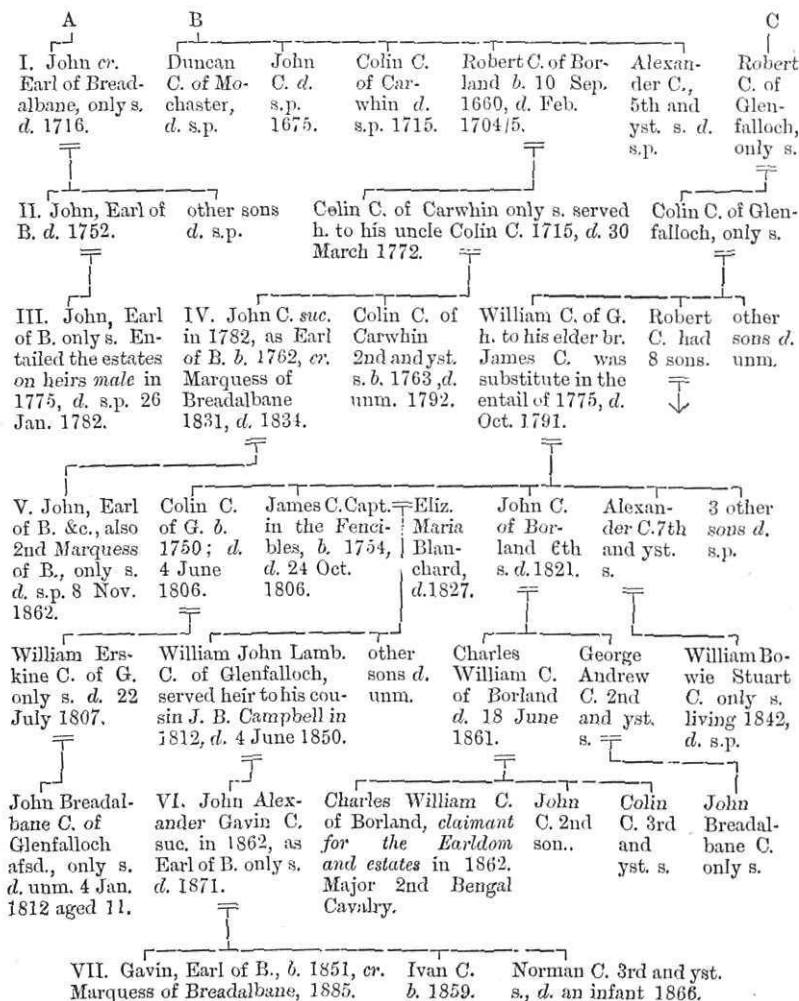 A
B
C
I. John cr.
Earl of Bread-
albane, only s.
d. 1716.
Duncan
C. of Mo-
chaster,
d. s.p.
John
C. d.
s.p.
1675.
Colin C.
of Car-
whin d.
s.p. 1715.
Robert C. of Bor-
land b. 10 Sep.
1660, d. Feb.
1704/5.
Alexan-
der C.,
5th and
yst. s. d.
s.p.
Robert
C. of
Glen-
falloch,
only s.
II. John, Earl of
B. d. 1752.
other sons
d. s.p.
Colin C. of Carwhin only s. served
h. to his uncle Colin C. 1715, d. 30
March 1772.
Colin C. of Glen-
falloch, only s.
III. John, Earl
of B. only s. En-
tailed the estates
on heirs male in
1775, d. s.p. 26
Jan. 1782.
IV. John C. suc.
in 1782, as Earl
of B. b. 1762, cr.
Marquess of
Breadalbane
1831, d. 1834.
Colin C. of
Carwhin
2nd and yst.
s. b. 1763, d.
unm. 1792.
William C. of G.
h. to his elder br.
James C. was
substitute in the
entail of 1775, d.
Oct. 1791.
Robert
C. had
8 sons.
other
sons d.
unm.
V. John, Earl
of B. &c., also
2nd Marquess
of B., only s.
d. s.p. 8 Nov.
1862.
Colin C.
of G. b.
1750; d.
4 June
1806.
James C. Capt.
in the Fenci-
bles, b. 1754,
d. 24 Oct.
1806.
Eliz.
Maria
Blan-
chard,
d. 1827.
John C.
of Bor-
land 6th
s. d. 1821.
Alexan-
der C. 7th
and yst.
s.
3 other
sons d.
s.p.
William Ers-
kine C. of G.
only s. d. 22
July 1807.
William John Lamb.
C. of Glenfalloch,
served heir to his cou-
sin J. B. Campbell in
1812, d. 4 June 1850.
other
sons d.
unm.
Charles
William C.
of Borland
d. 18 June
1861.
George
Andrew
C. 2nd
and yst.
s.
William Bo-
wie Stuart
C. only s.
living 1842,
d. s.p.
John Breadal-
bane C. of
Glenfalloch
afsd., only s.
d. unm. 4 Jan.
1812 aged 11.
VI. John Alex-
ander Gavin C.
suc. in 1862, as
Earl of B. only s.
d. 1871.
Charles William C.
of Borland, claimant
for the Earldom
and estates in 1862.
Major 2nd Bengal
Cavalry.
John
C. 2nd
son..
Colin
C. 3rd
and
yst. s.
John
Breadal-
bane C.
only s.
VII. Gavin, Earl of B., b. 1851, cr.
Marquess of Breadalbane, 1885.
Ivan C.
b. 1859.
Norman C. 3rd and yst.
s., d. an infant 1866.